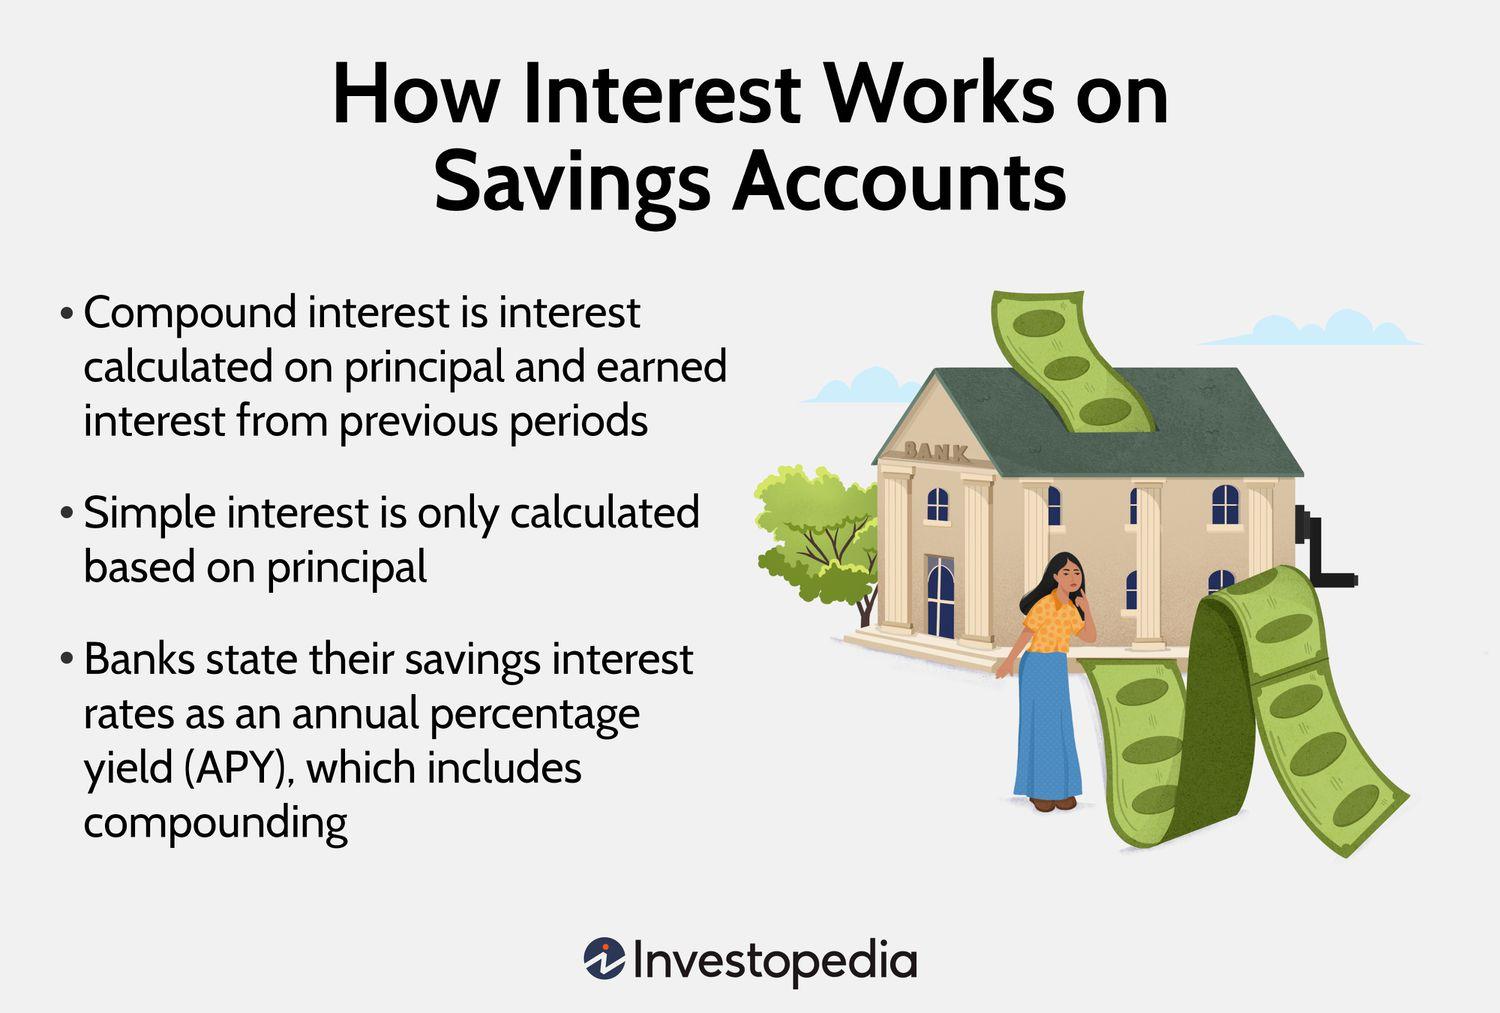 How Interest Works on
Savings Accounts
• Compound interest is interest
calculated on principal and earned
interest from previous periods
• Simple interest is only calculated
based on principal
• Banks state their savings interest
rates as an annual percentage
yield (APY), which includes
compounding
BANK
Investopedia